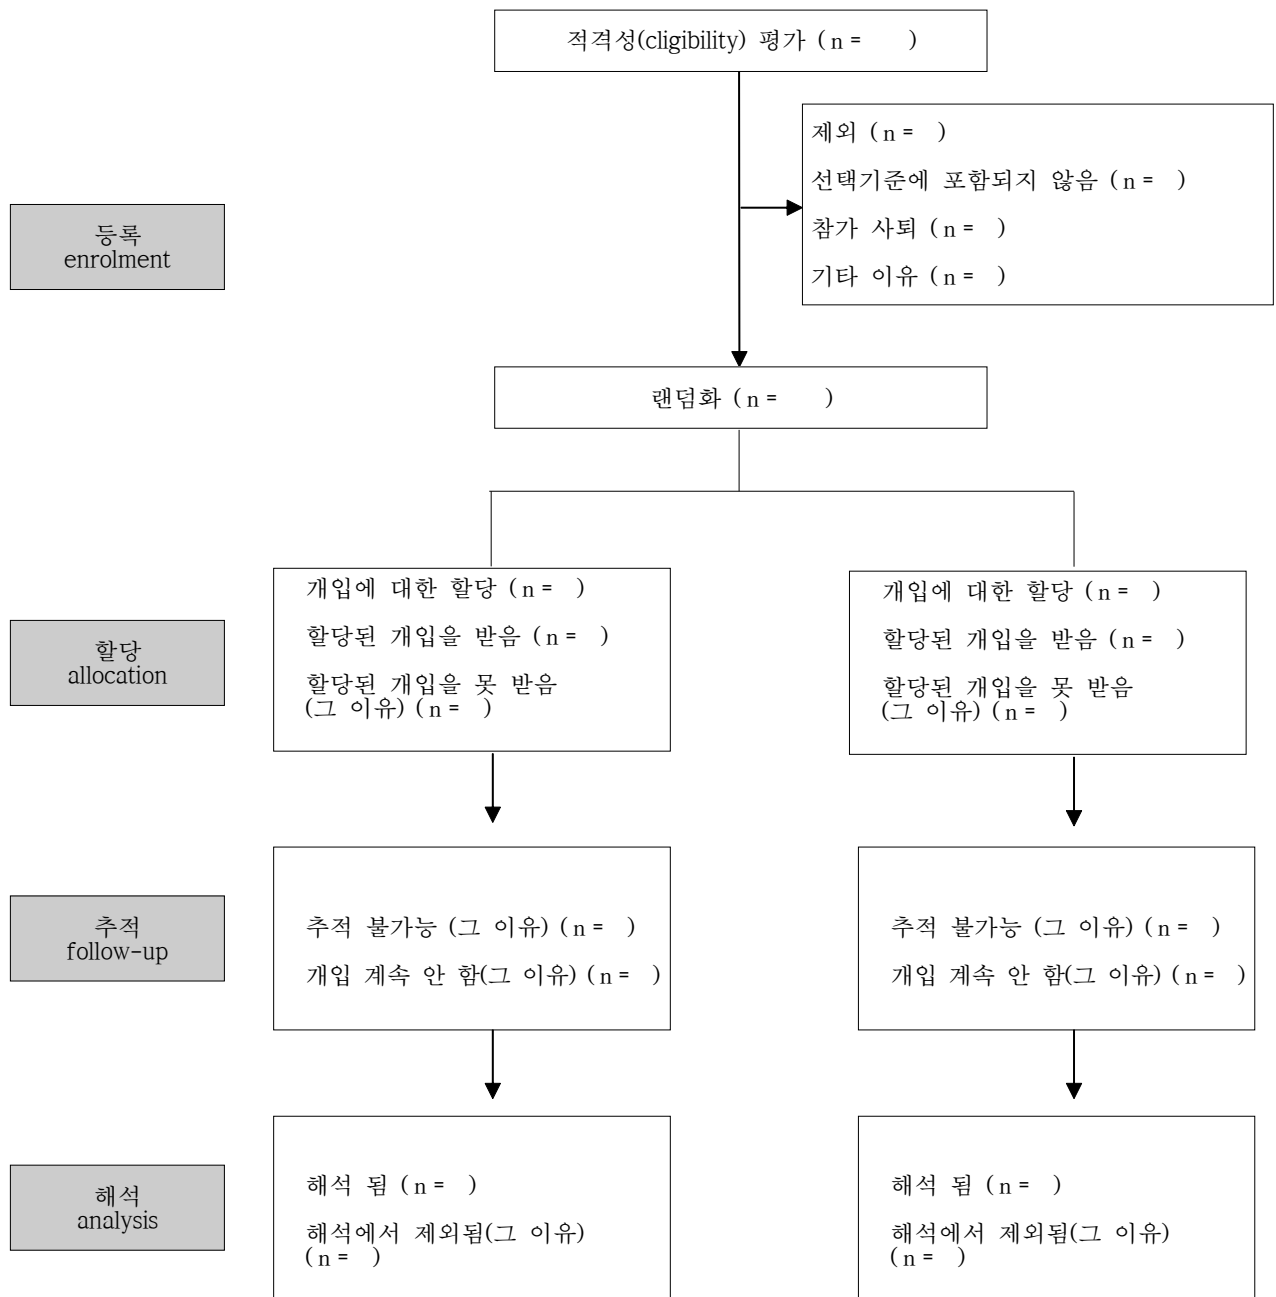 적격성(cligibility) 평가 (n=   )
제외 (n=  )
선택기준에 포함되지 않음 (n=  )
참가 사퇴 (n=  )
기타 이유 (n=  )
등록
enrolment
랜덤화 (n=   )
할당
allocation
개입에 대한 할당 (n=  )
할당된 개입을 받음 (n=  )
할당된 개입을 못 받음
(그 이유) (n=  )
개입에 대한 할당 (n=  )
할당된 개입을 받음 (n=  )
할당된 개입을 못 받음
(그 이유) (n=  )
추적
follow-up
추적 불가능 (그 이유) (n=  )
개입 계속 안 함(그 이유) (n=  )
추적 불가능 (그 이유) (n=  )
개입 계속 안 함(그 이유) (n=  )
해석
analysis
해석 됨 (n=  )
해석에서 제외됨(그 이유)
(n=  )
해석 됨 (n=  )
해석에서 제외됨(그 이유)
(n=  )